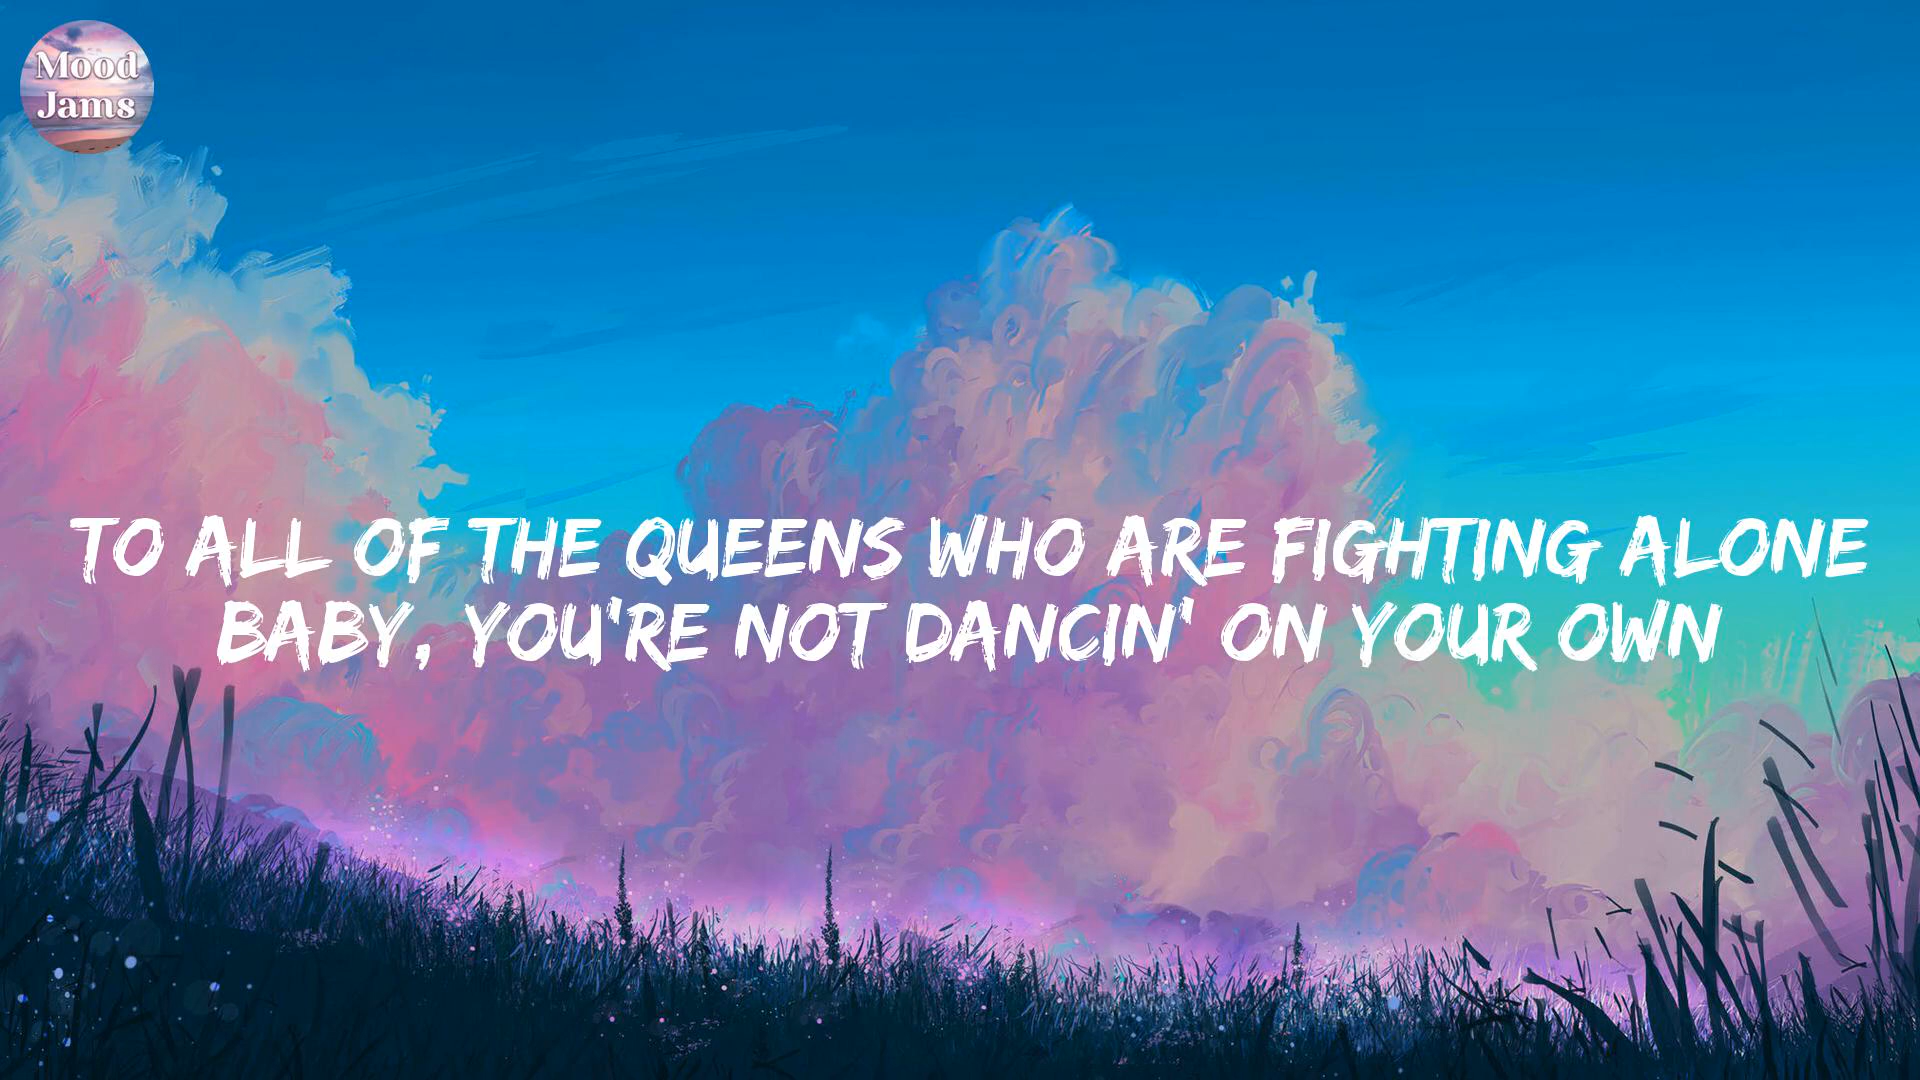 Mood
Jams
TO ALL OF THE QUEENS WHO ARE FIGHTING ALONE
BABY, YOU'RE NOT DANCIN' ON YOUR OWN